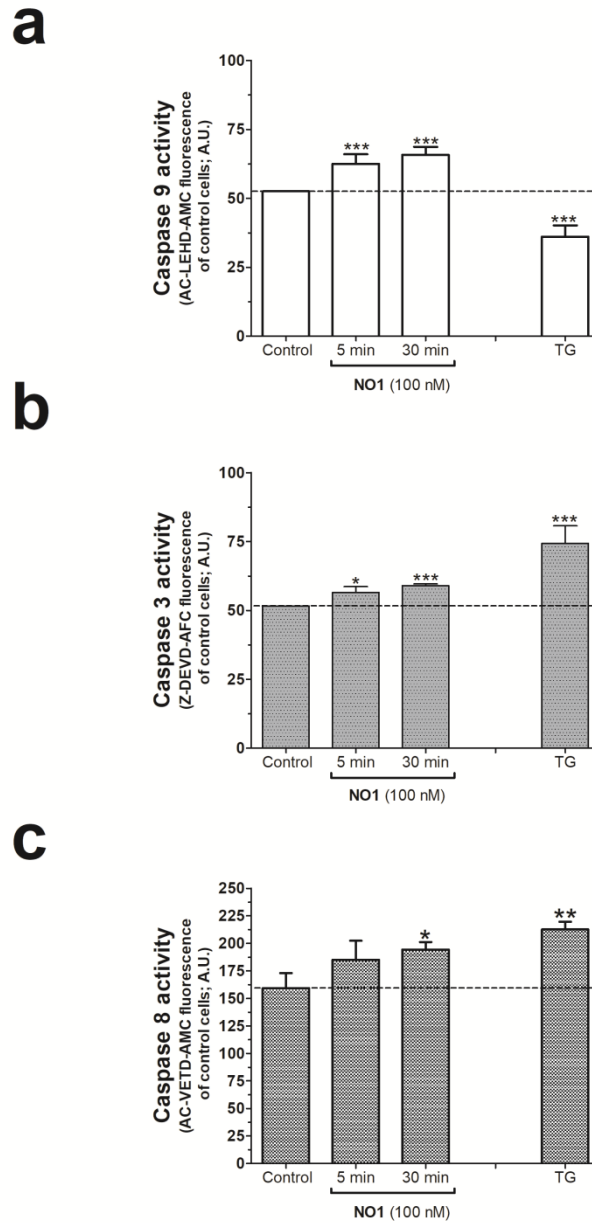 a
Caspase 9 activity
(AC-LEHD-AMC fluorescence
of control cells; A.U.)
100
75
50
25
0
***
***
***
Control
5 min
30 min
TG
NO1 (100 nM)
b
Caspase 3 activity
(Z-DEVD-AFC fluorescence
of control cells; A.U.)
100
75
50
25
0
*
***
***
Control
5 min
30 min
TG
NO1 (100 nM)
c
Caspase 8 activity
(AC-VETD-AMC fluorescence
of control cells; A.U.)
250
225
200
175
150
125
100
75
50
25
0
*
**
Control
5 min
30 min
TG
NO1 (100 nM)